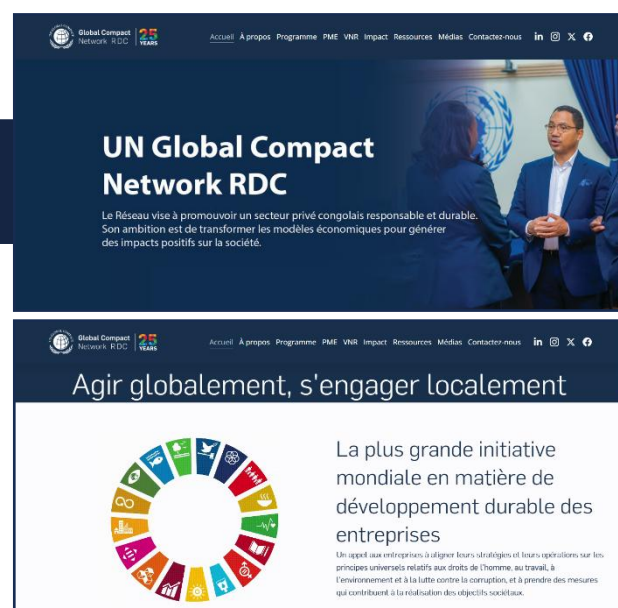 Global Compact
Network RDC
25
YEARS
Accueil À propos Programme PME VNR Impact Ressources Médias Contactez-nous
UN Global Compact
Network RDC
Le Réseau vise à promouvoir un secteur privé congolais responsable et durable.
Son ambition est de transformer les modèles économiques pour générer
des impacts positifs sur la société.
Global Compact
Network RDC
25
YEARS
Accueil À propos Programme PME VNR Impact Ressources Médias Contactez-nous
Agir globalement, s'engager localement
La plus grande initiative
mondiale en matière de
développement durable des
entreprises
Un appel aux entreprises à aligner leurs stratégies et leurs opérations sur les
principes universels relatifs aux droits de l'homme, au travail, à
l'environnement et à la lutte contre la corruption, et à prendre des mesures
qui contribuent à la réalisation des objectifs sociétaux.